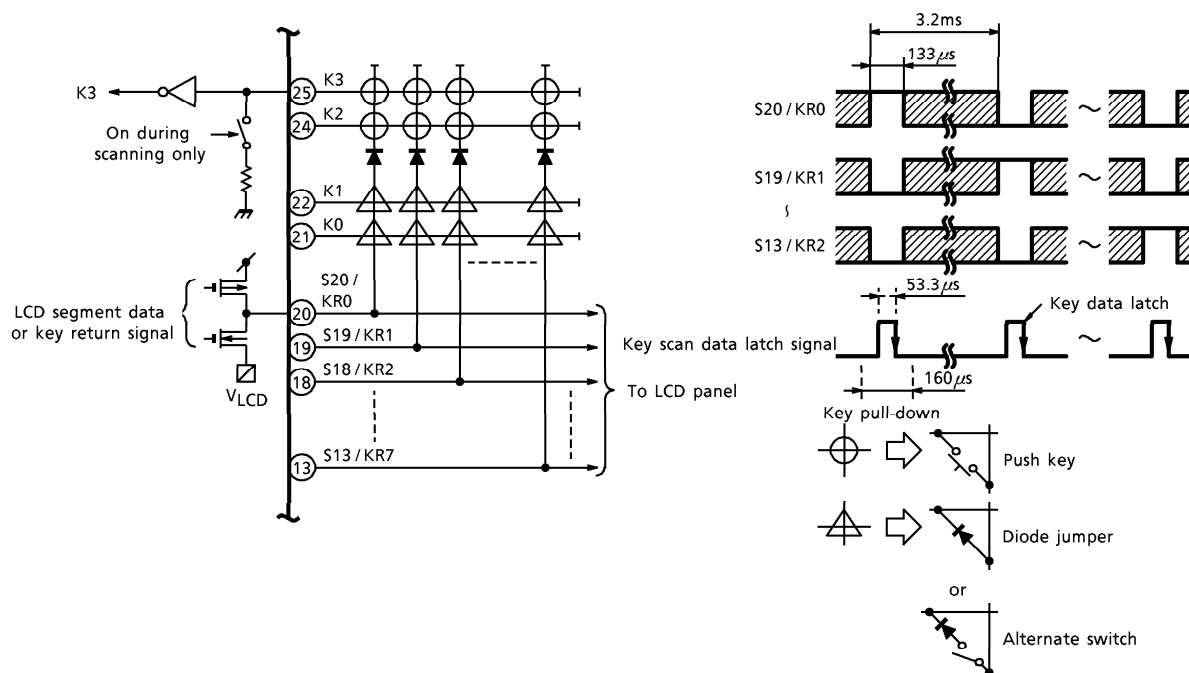 K3
On during
scanning only
LCD segment data
or key return signal
VLCD
25
K3
24
K2
22
K1
21
K0
20
S20 /
KR0
19
S19 / KR1
18
S18 / KR2
13
S13 / KR7
To LCD panel
3.2ms
133μs
S20 / KR0
~
S19 / KR1
~
~
S13 / KR2
~
53.3μs
Key data latch
Key scan data latch signal
~
160μs
Key pull-down
Push key
Diode jumper
or
Alternate switch